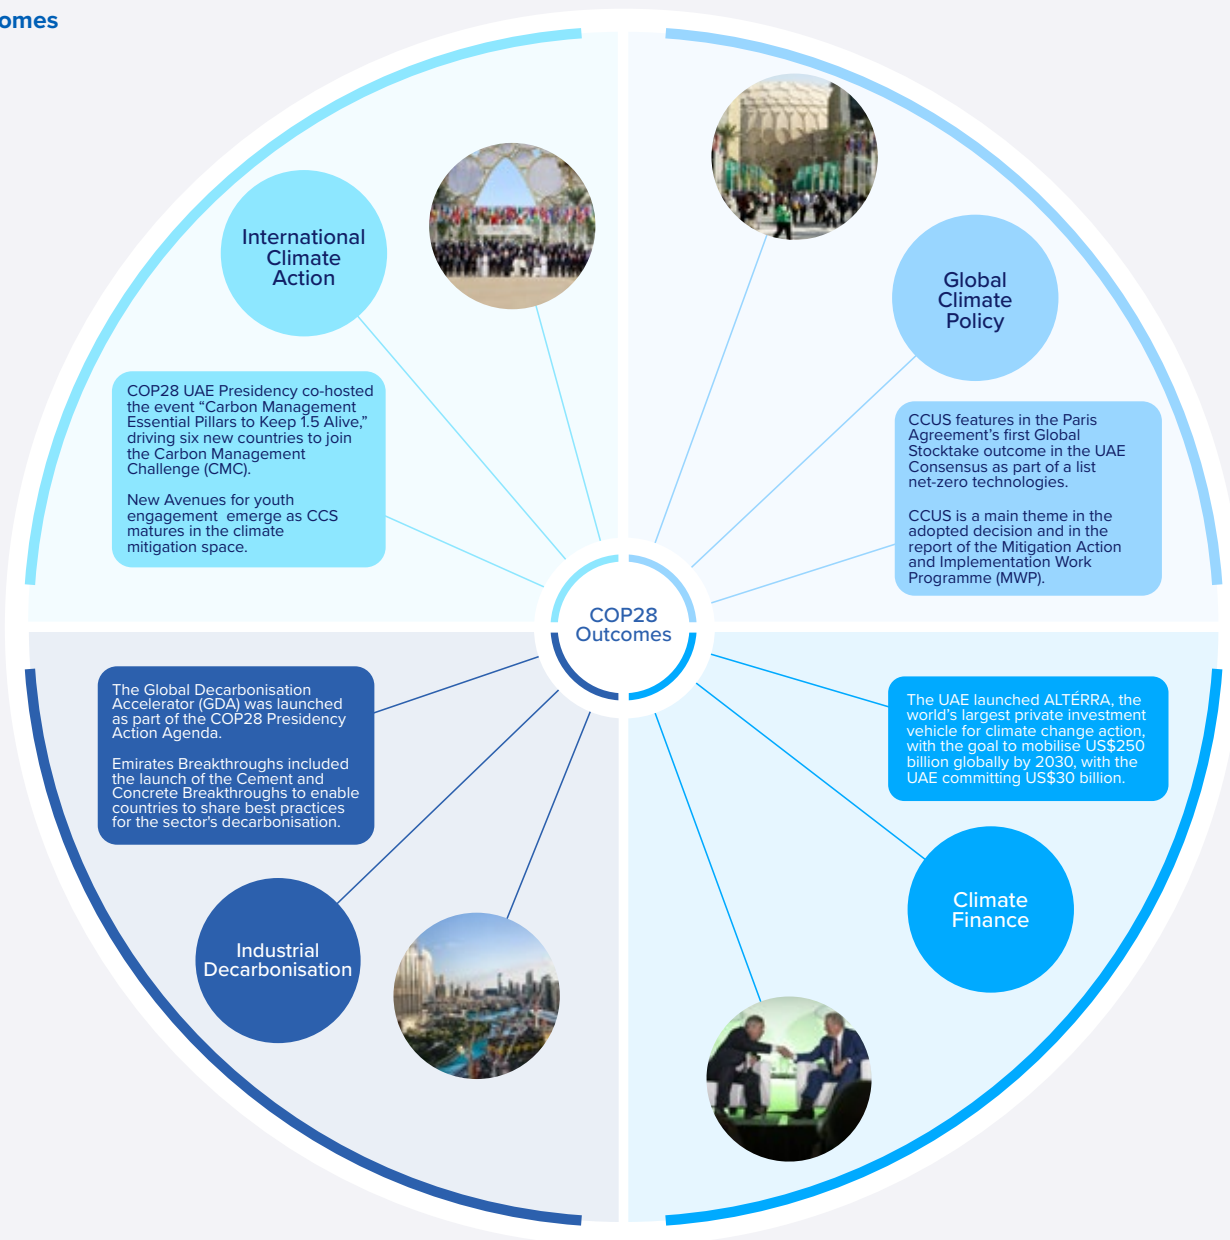 omes
International
Climate
Action
Global
Climate
Policy
COP28 UAE Presidency co-hosted
the event “Carbon Management
Essential Pillars to Keep 1.5 Alive,”
driving six new countries to join
the Carbon Management
Challenge (CMC).
New Avenues for youth
engagement emerge as CCS
matures in the climate
mitigation space.
CCUS features in the Paris
Agreement’s first Global
Stocktake outcome in the UAE
Consensus as part of a list
net-zero technologies.
CCUS is a main theme in the
adopted decision and in the
report of the Mitigation Action
and Implementation Work
Programme (MWP).
COP28
Outcomes
The Global Decarbonisation
Accelerator (GDA) was launched
as part of the COP28 Presidency
Action Agenda.
Emirates Breakthroughs included
the launch of the Cement and
Concrete Breakthroughs to enable
countries to share best practices
for the sector's decarbonisation.
The UAE launched ALTÉRRA, the
world’s largest private investment
vehicle for climate change action,
with the goal to mobilise US$250
billion globally by 2030, with the
UAE committing US$30 billion.
Industrial
Decarbonisation
Climate
Finance